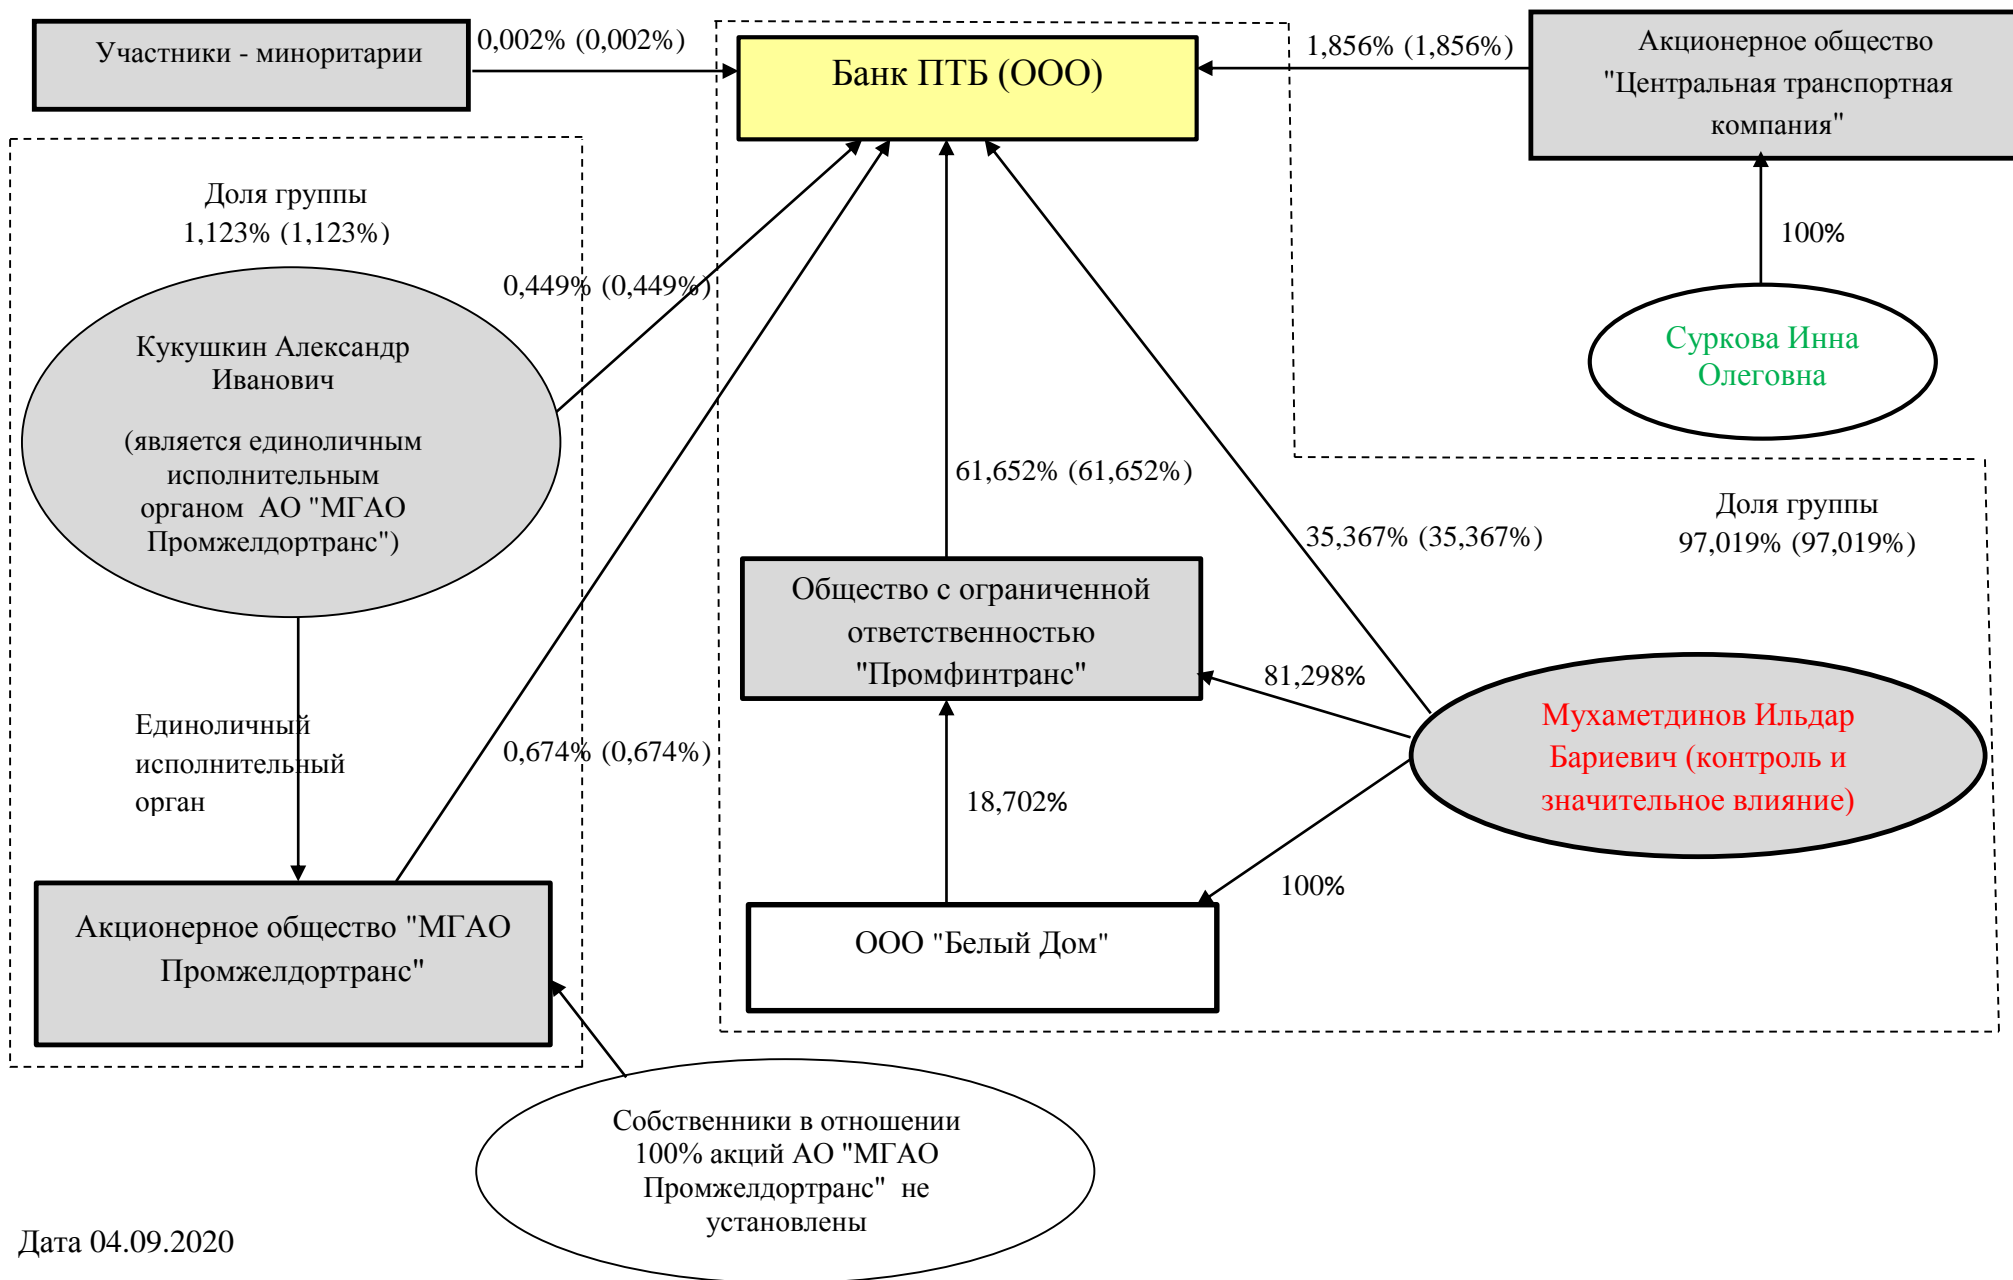 Участники - миноритарии
0,002% (0,002%)
Банк ПТБ (ООО)
1,856% (1,856%)
Акционерное общество
"Центральная транспортная
компания"
Доля группы
1,123% (1,123%)
100%
0,449% (0,449%)
Кукушкин Александр
Иванович
(является единоличным
исполнительным
органом АО "МГАО
Промжелдортранс")
Суркова Инна
Олеговна
61,652% (61,652%)
35,367% (35,367%)
Доля группы
97,019% (97,019%)
Общество с ограниченной
ответственностью
"Промфинтранс"
81,298%
Мухаметдинов Ильдар
Бариевич (контроль и
значительное влияние)
Единоличный
исполнительный
орган
0,674% (0,674%)
18,702%
100%
Акционерное общество "МГАО
Промжелдортранс"
ООО "Белый Дом"
Собственники в отношении
100% акций АО "МГАО
Промжелдортранс" не
установлены
Дата 04.09.2020